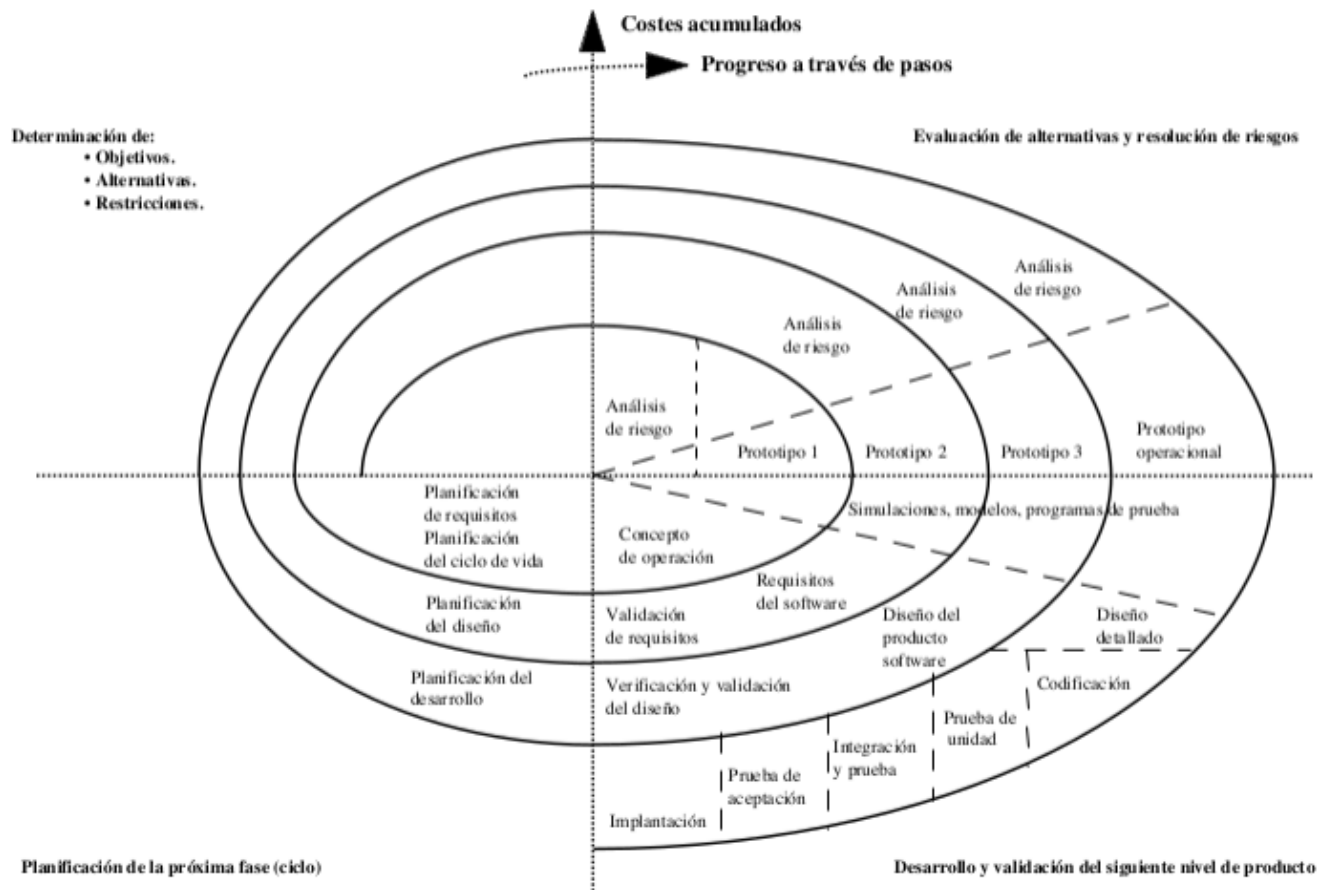 Costes acumulados
Progreso a través de pasos
Determinación de:
• Objetivos.
• Alternativas.
• Restricciones.
Evaluación de alternativas y resolución de riesgos
Análisis
de riesgo
Análisis
de riesgo
Análisis
de riesgo
Análisis
de riesgo
Prototipo 1
Prototipo 2
Prototipo 3
Prototipo
operacional
Simulaciones, modelos, programas de prueba
Planificación
de requisitos
Planificación
del ciclo de vida
Concepto
de operación
Planificación
del diseño
Validación
de requisitos
Requisitos
del software
Diseño del
producto
software
Diseño
detallado
Planificación del
desarrollo
Verificación y validación
del diseño
Codificación
Prueba de
unidad
Integración
y prueba
Prueba de
aceptación
Implantación
Planificación de la próxima fase (ciclo)
Desarrollo y validación del siguiente nivel de producto